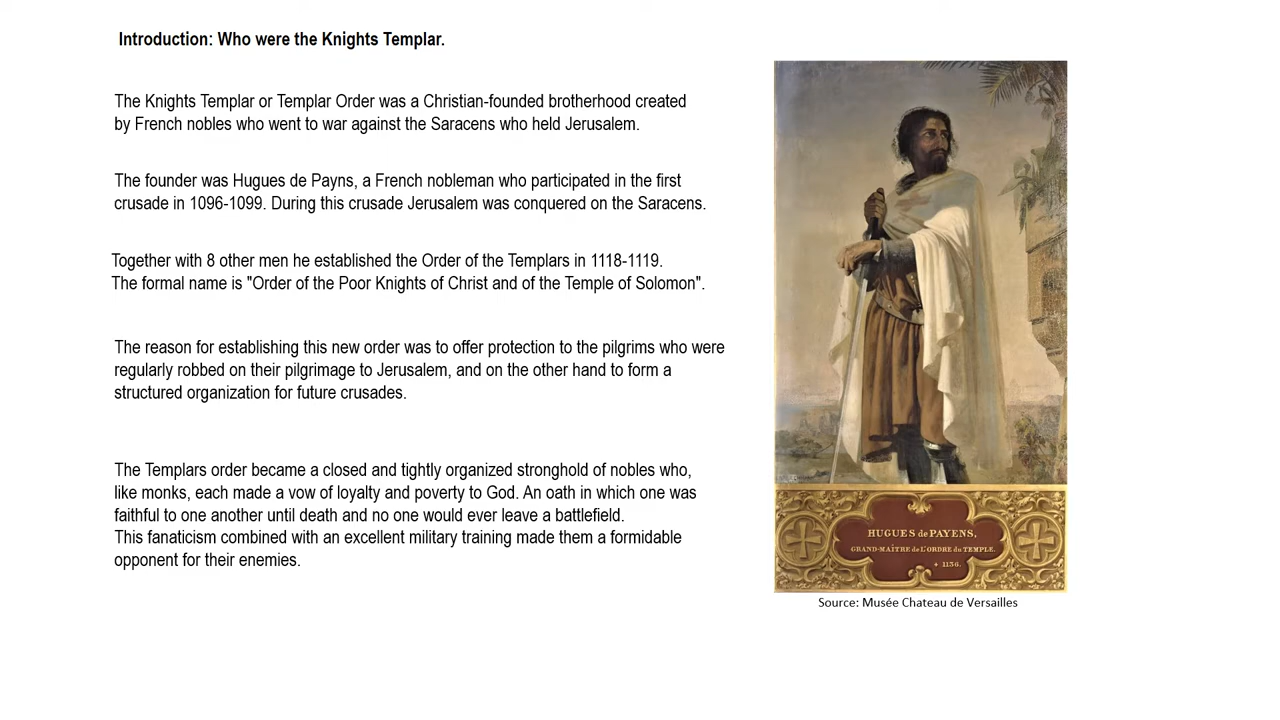 Introduction: Who were the Knights Templar.
The Knights Templar or Templar Order was a Christian-founded brotherhood created
by French nobles who went to war against the Saracens who held Jerusalem.
The founder was Hugues de Payns, a French nobleman who participated in the first
crusade in 1096-1099. During this crusade Jerusalem was conquered on the Saracens.
Together with 8 other men he established the Order of the Templars in 1118-1119.
The formal name is "Order of the Poor Knights of Christ and of the Temple of Solomon".
The reason for establishing this new order was to offer protection to the pilgrims who were
regularly robbed on their pilgrimage to Jerusalem, and on the other hand to form a
structured organization for future crusades.
The Templars order became a closed and tightly organized stronghold of nobles who,
like monks, each made a vow of loyalty and poverty to God. An oath in which one was
faithful to one another until death and no one would ever leave a battlefield.
This fanaticism combined with an excellent military training made them a formidable
opponent for their enemies.
HUGUES de PAYENS,
GRAND-MAÎTRE de L'ORDRE du TEMPLE.
+ 1136.
Source: Musée Chateau de Versailles